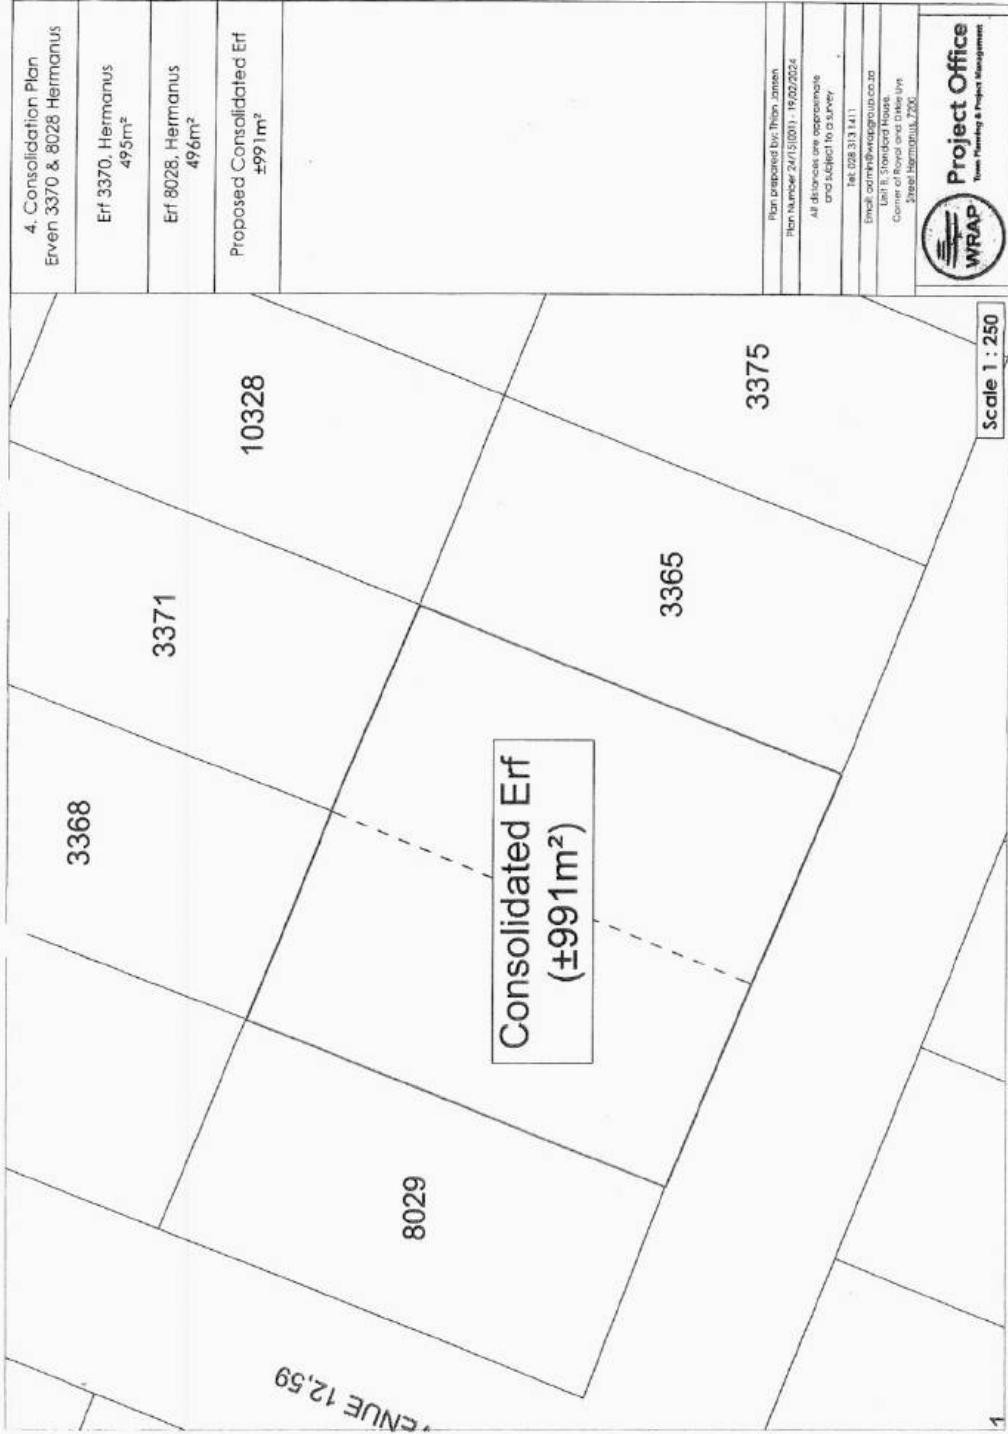 4. Consolidation Plan
Erven 3370 & 8028 Hermanus
Erf 3370, Hermanus
495m²
Erf 8028, Hermanus
496m²
Proposed Consolidated Erf
±991m²
Plan prepared by: Thian Jansen
Plan Number 24/15(001) - 19/02/2024
All distances are approximate
and subject to a survey
Tel: 028 313 1411
Email: admin@wrapgroup.co.za
Unit B, Standard House,
Corner of Royal and Dirkie Uys
Street Hermanus, 7200
WRAP
Project Office
Town Planning & Project Management
3368
3371
10328
8029
Consolidated Erf
(±991m²)
3365
3375
ENUE 12,59
Scale 1 : 250